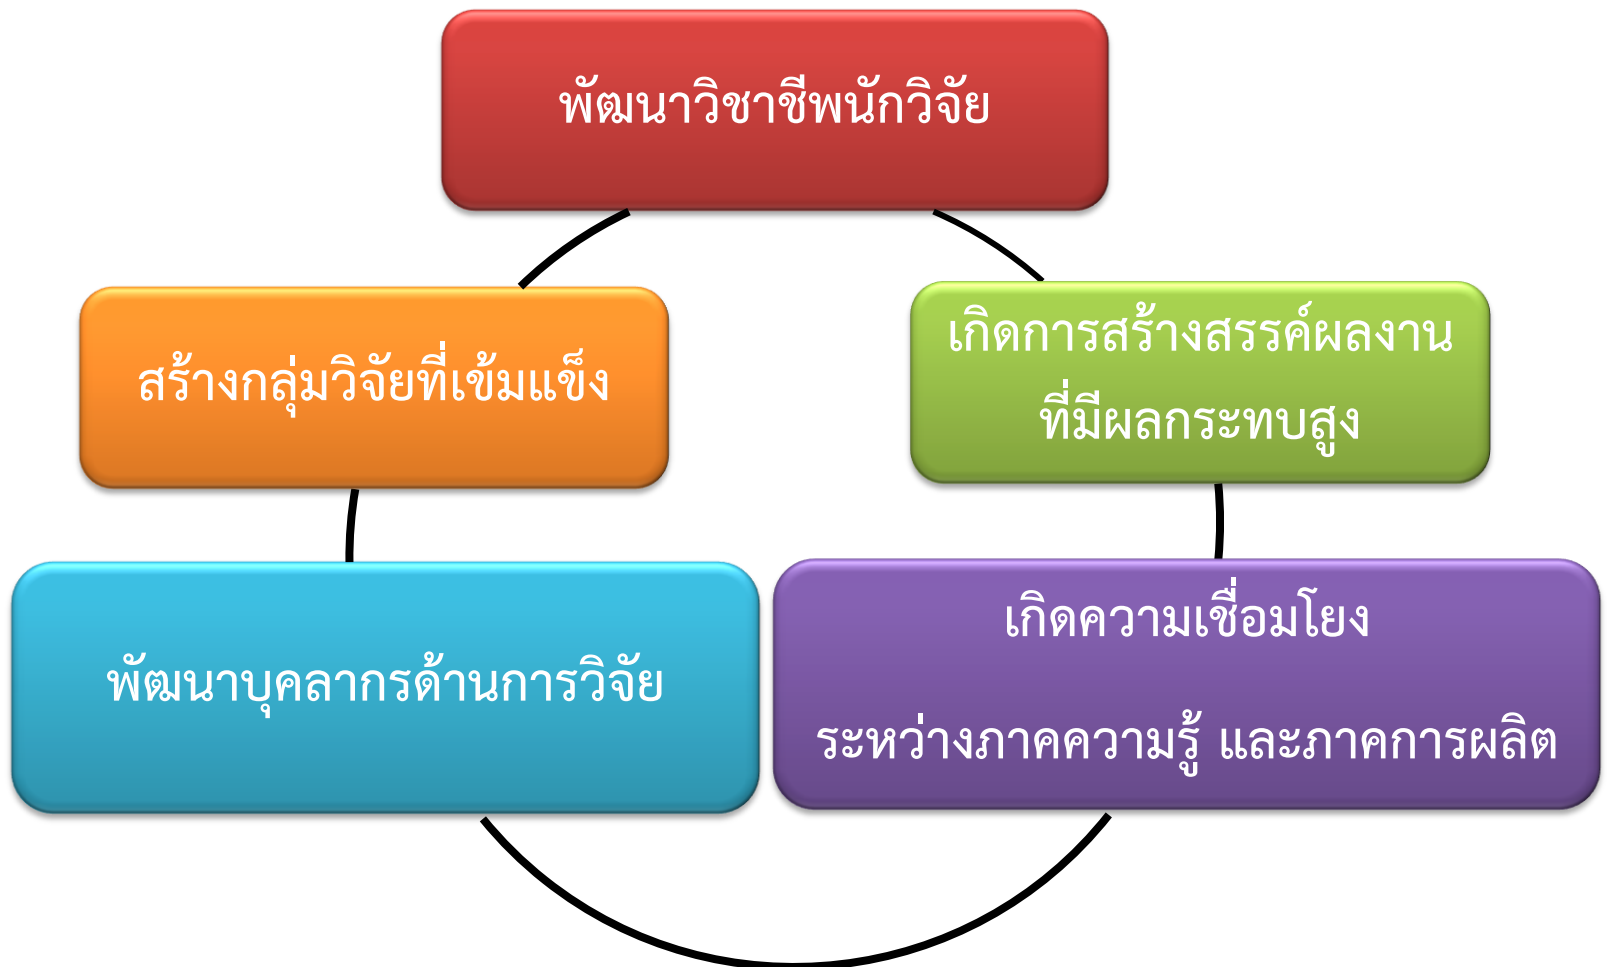 พัฒนาวิชาชีพนักวิจัย
สร้างกลุ่มวิจัยที่เข้มแข็ง
เกิดการสร้างสรรค์ผลงาน
ที่มีผลกระทบสูง
พัฒนาบุคลากรด้านการวิจัย
เกิดความเชื่อมโยง
ระหว่างภาคความรู้ และภาคการผลิต